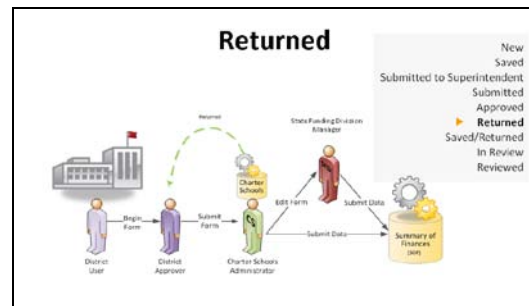 Returned
New
Saved
Submitted to Superintendent
Submitted
Approved
Returned
Saved/Returned
In Review
Reviewed
Returned
State Funding Division
Manager
Charter
Schools
Begin
Form
Submit
Form
Edit Form
Submit Data
Submit Data
CS
District
User
District
Approver
Charter Schools
Administrator
Summary of
Finances
(SOF)